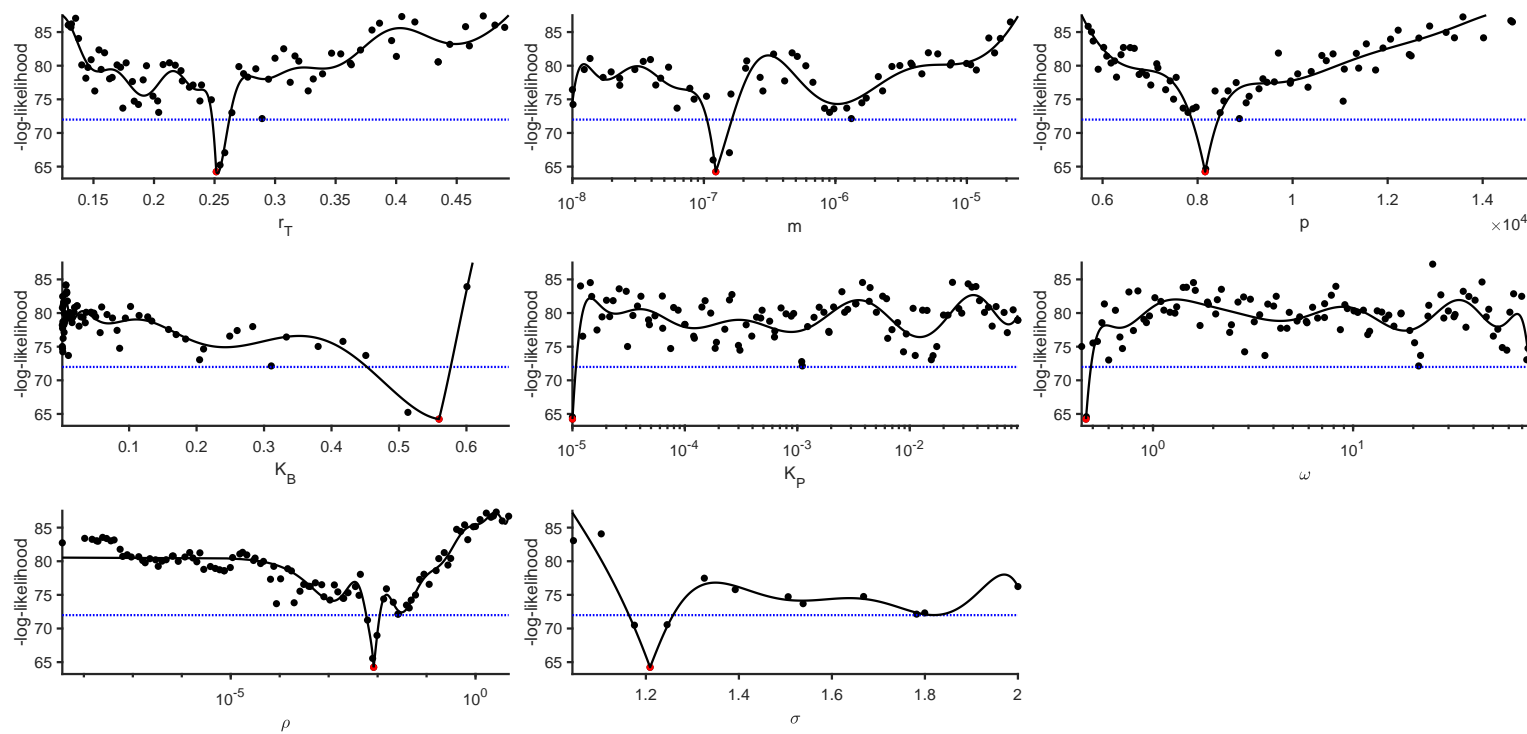 -log-likelihood
85
80
75
70
65
0.15 0.2 0.25 0.3 0.35 0.4 0.45
r_T
-log-likelihood
85
80
75
70
65
10^-8 10^-7 10^-6 10^-5
m
-log-likelihood
85
80
75
70
65
0.6 0.8 1 1.2 1.4
p
×10^4
-log-likelihood
85
80
75
70
65
0.1 0.2 0.3 0.4 0.5 0.6
K_B
-log-likelihood
85
80
75
70
65
10^-5 10^-4 10^-3 10^-2
K_P
-log-likelihood
85
80
75
70
65
10^0 10^1
ω
-log-likelihood
85
80
75
70
65
10^-5 10^0
ρ
-log-likelihood
85
80
75
70
65
1.2 1.4 1.6 1.8 2
σ